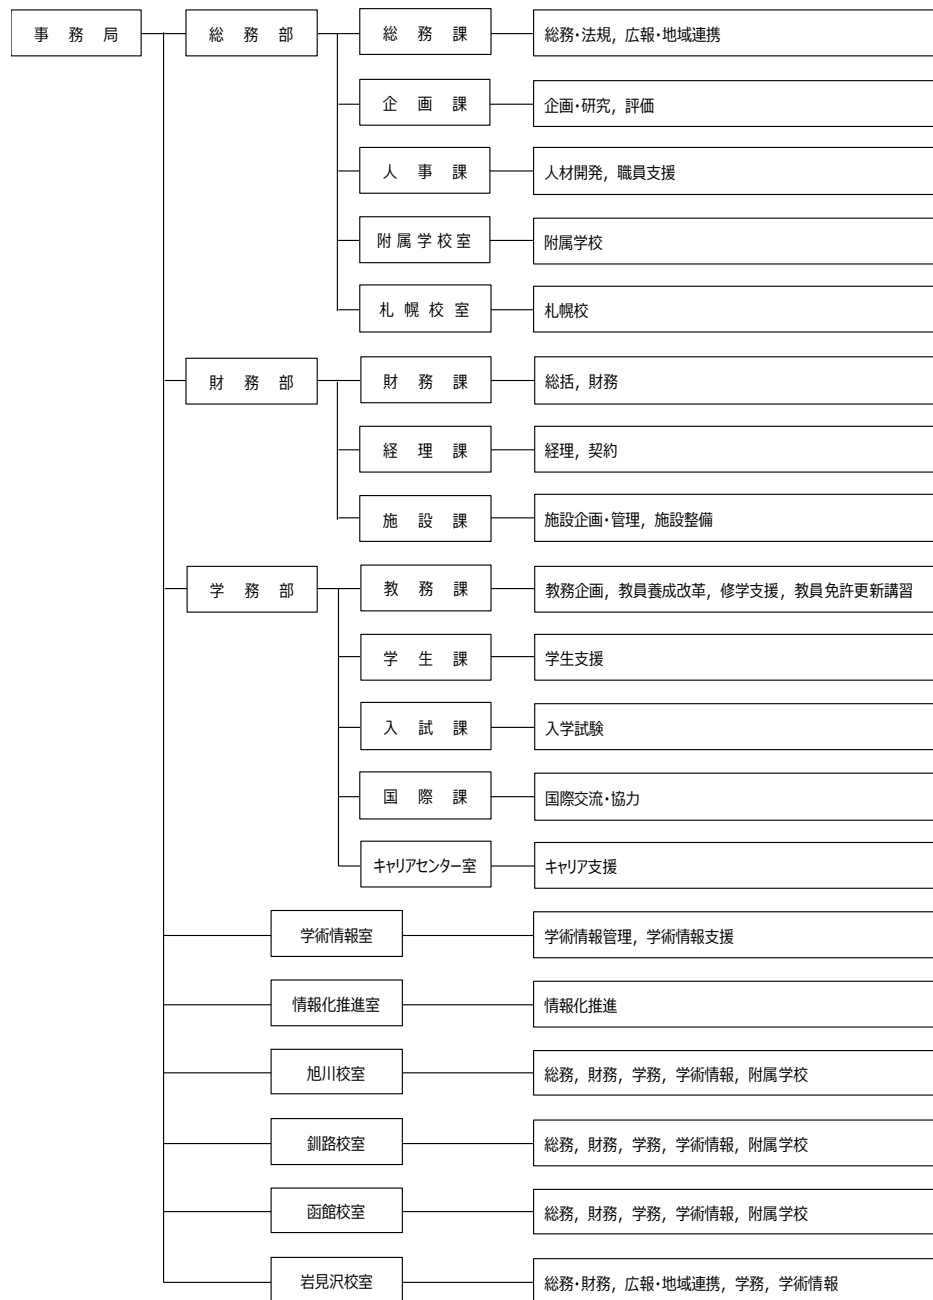 事務局
総務部
総務課
総務・法規，広報・地域連携
企画課
企画・研究，評価
人事課
人材開発，職員支援
附属学校室
附属学校
札幌校室
札幌校
財務部
財務課
総括，財務
経理課
経理，契約
施設課
施設企画・管理，施設整備
学務部
教務課
教務企画，教員養成改革，修学支援，教員免許更新講習
学生課
学生支援
入試課
入学試験
国際課
国際交流・協力
キャリアセンター室
キャリア支援
学術情報室
学術情報管理，学術情報支援
情報化推進室
情報化推進
旭川校室
総務，財務，学務，学術情報，附属学校
釧路校室
総務，財務，学務，学術情報，附属学校
函館校室
総務，財務，学務，学術情報，附属学校
岩見沢校室
総務・財務，広報・地域連携，学務，学術情報